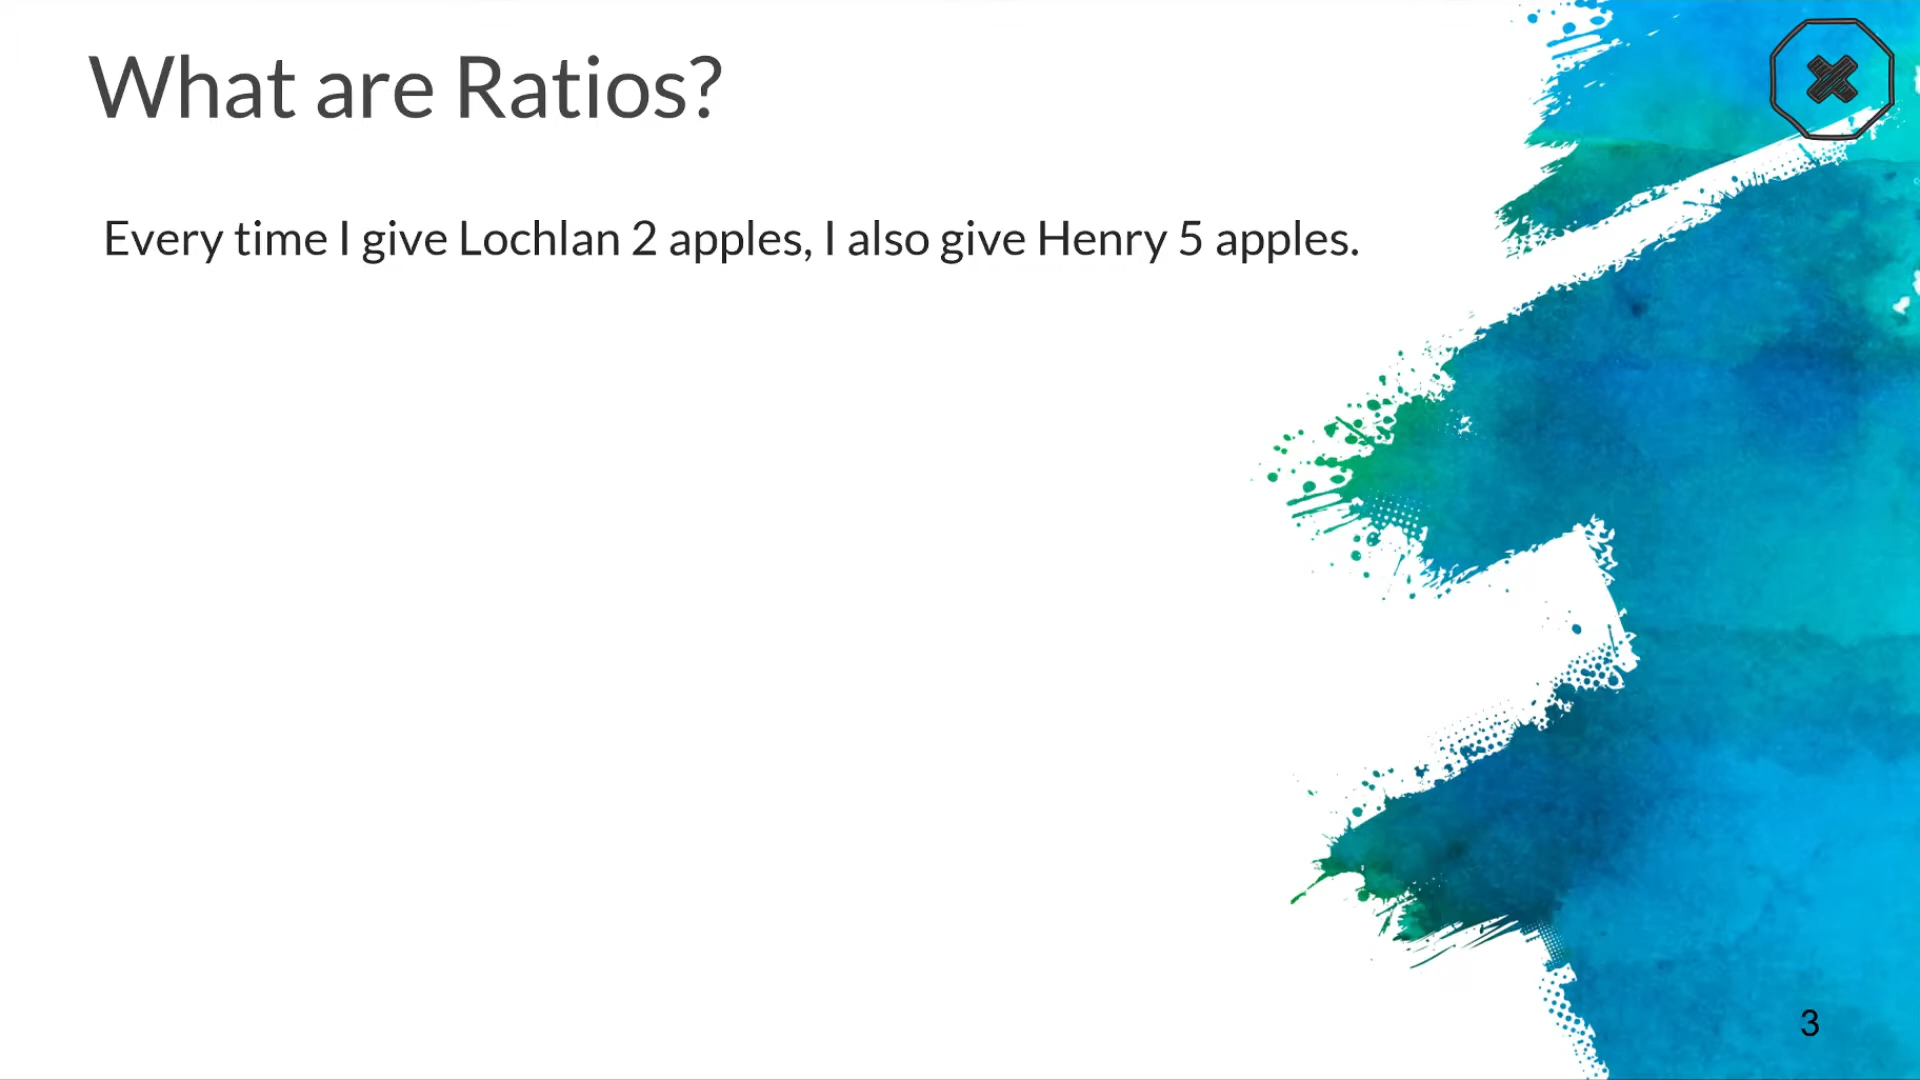 What are Ratios?
Every time I give Lochlan 2 apples, I also give Henry 5 apples.
3